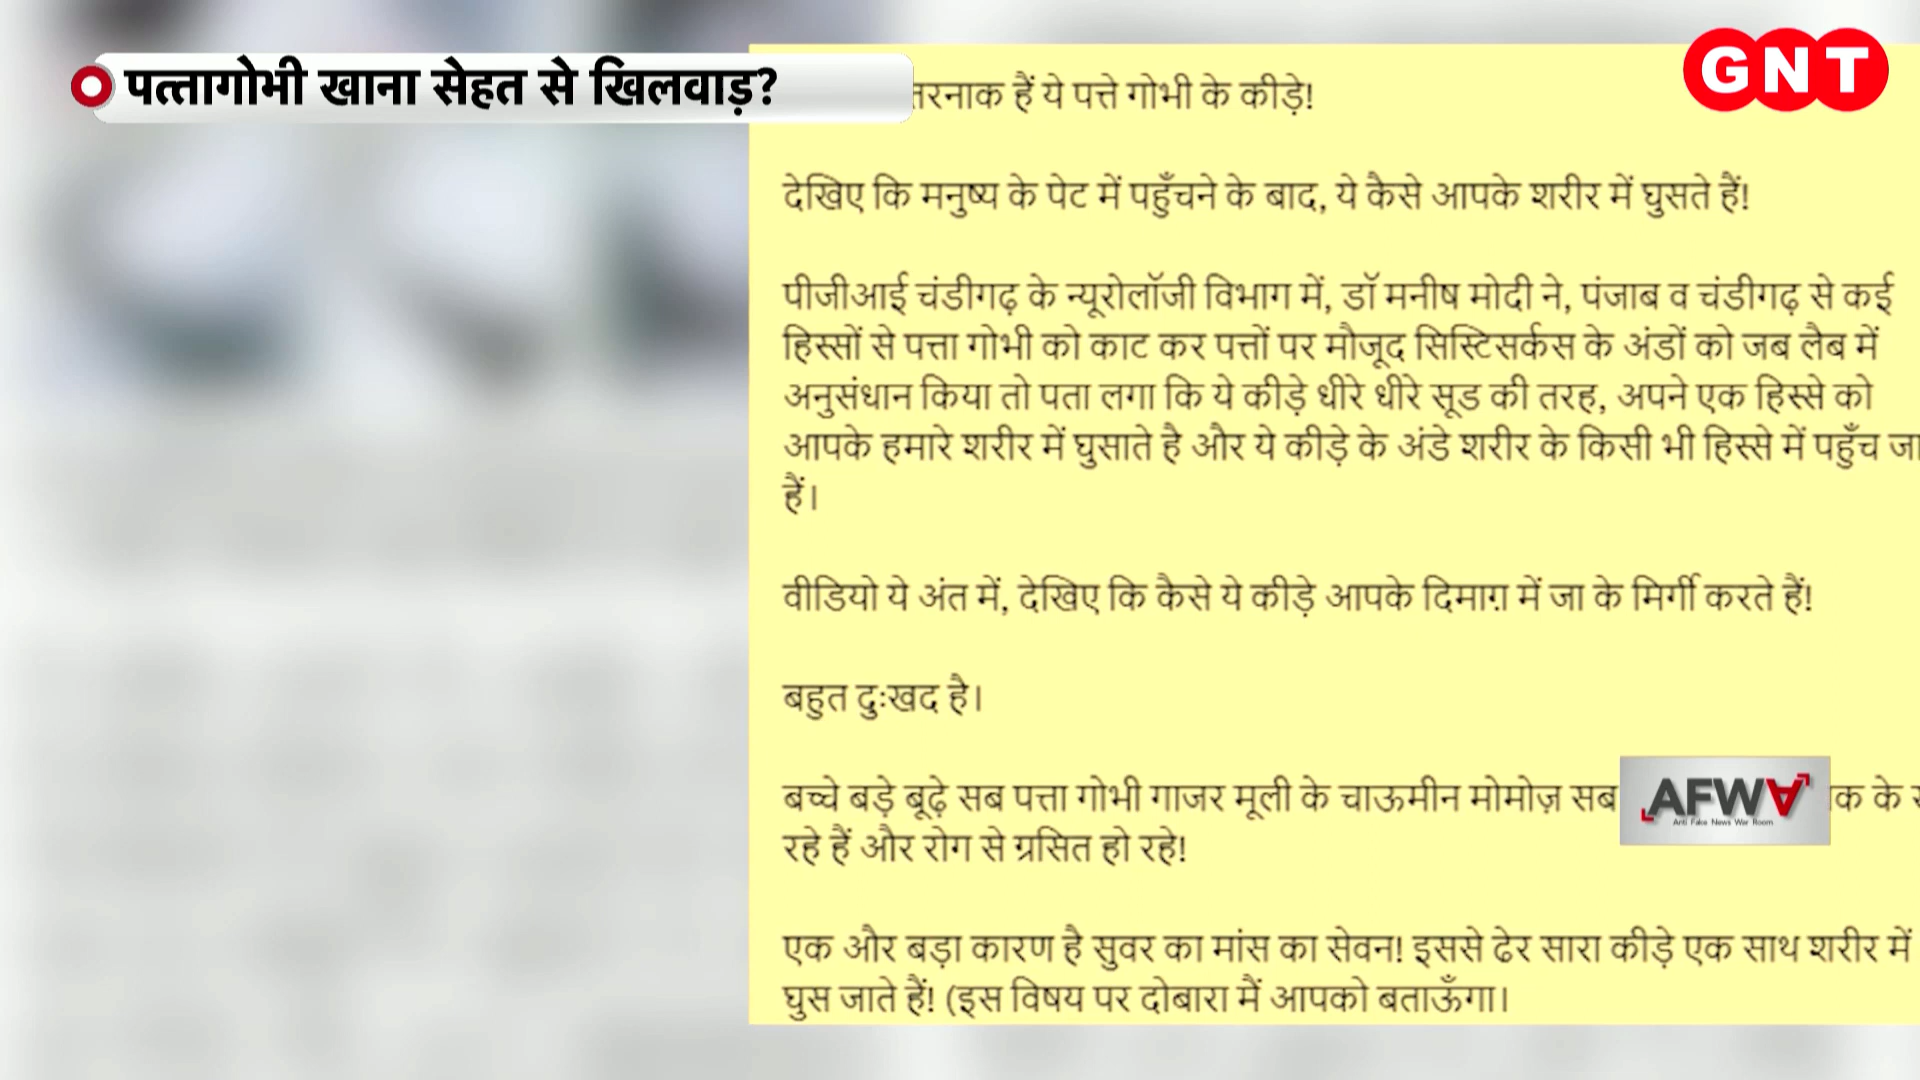 पत्तागोभी खाना सेहत से खिलवाड़?
GNT
हैं ये पत्ते गोभी के कीड़े!
देखिए कि मनुष्य के पेट में पहुँचने के बाद, ये कैसे आपके शरीर में घुसते हैं!
पीजीआई चंडीगढ़ के न्यूरोलॉजी विभाग में, डॉ मनीष मोदी ने, पंजाब व चंडीगढ़ से कई
हिस्सों से पत्ता गोभी को काट कर पत्तों पर मौजूद सिस्टिसर्कस के अंडों को जब लैब में
अनुसंधान किया तो पता लगा कि ये कीड़े धीरे धीरे सूड की तरह, अपने एक हिस्से को
आपके हमारे शरीर में घुसाते है और ये कीड़े के अंडे शरीर के किसी भी हिस्से में पहुँच
हैं।
वीडियो ये अंत में, देखिए कि कैसे ये कीड़े आपके दिमाग़ में जा के मिर्गी करते हैं!
बहुत दुःखद है।
बच्चे बड़े बूढ़े सब पत्ता गोभी गाजर मूली के चाऊमीन मोमोज़ सब के
रहे हैं और रोग से ग्रसित हो रहे!
AFWA
Anti Fake News War Room
एक और बड़ा कारण है सुवर का मांस का सेवन! इससे ढेर सारा कीड़े एक साथ शरीर में
घुस जाते हैं! (इस विषय पर दोबारा मैं आपको बताऊँगा।